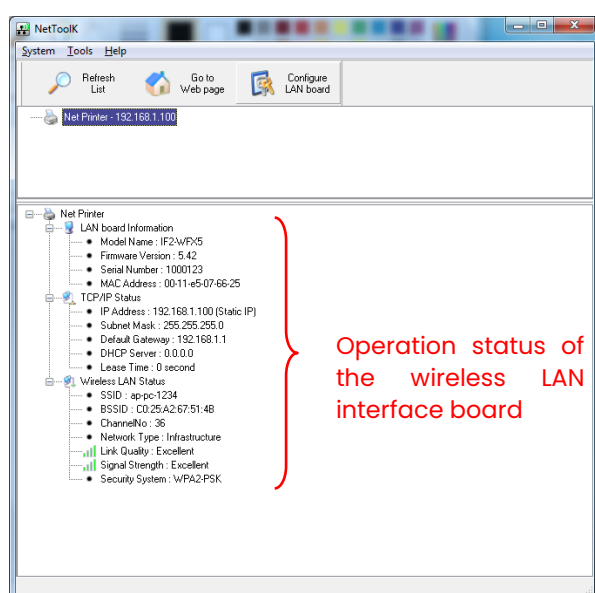 NetToolK
System Tools Help
Refresh List
Go to Web page
Configure LAN board
Net Printer - 192.168.1.100
Net Printer
LAN board Information
Model Name : IF2-WFX5
Firmware Version : 5.42
Serial Number : 1000123
MAC Address : 00-11-e5-07-66-25
TCP/IP Status
IP Address : 192.168.1.100 (Static IP)
Subnet Mask : 255.255.255.0
Default Gateway : 192.168.1.1
DHCP Server : 0.0.0.0
Lease Time : 0 second
Wireless LAN Status
SSID : ap-pc-1234
BSSID : C0:25:A2:67:51:4B
ChannelNo : 36
Network Type : Infrastructure
Link Quality : Excellent
Signal Strength : Excellent
Security System : WPA2-PSK
Operation status of
the wireless LAN
interface board